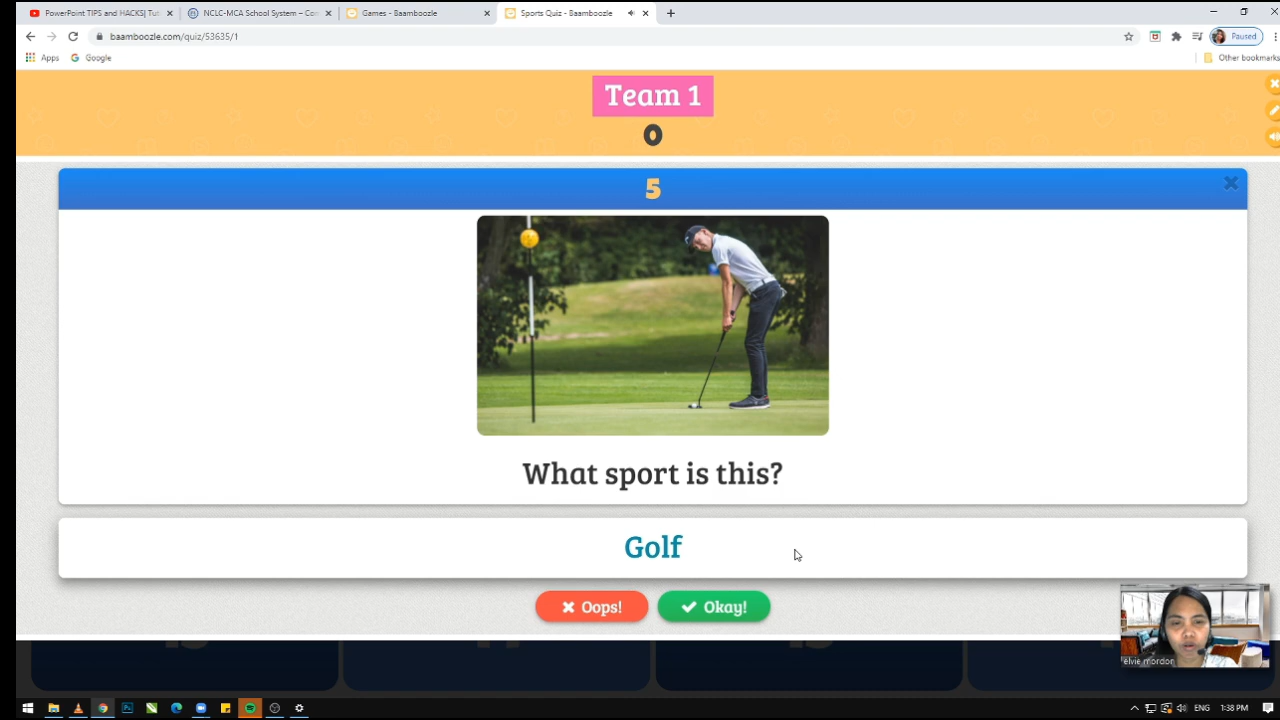 PowerPoint TIPS and HACKS| Tut
NCLC-MCA School System – Com
Games - Baamboozle
Sports Quiz - Baamboozle
baamboozle.com/quiz/53635/1
Paused
Apps
Google
Other bookmarks
Team 1
0
5
What sport is this?
Golf
Oops!
Okay!
elvie mordon
ENG
1:38 PM